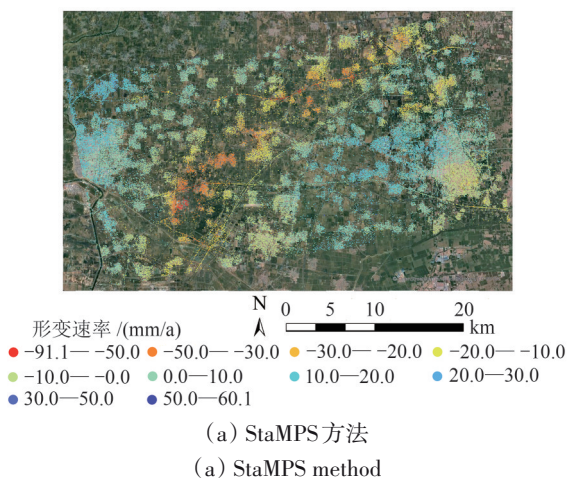 N
0 5 10 20
km
形变速率 /(mm/a)
-91.1— -50.0 -50.0— -30.0 -30.0— -20.0 -20.0— -10.0
-10.0— -0.0 0.0—10.0 10.0—20.0 20.0—30.0
30.0—50.0 50.0—60.1
(a) StaMPS方法
(a) StaMPS method